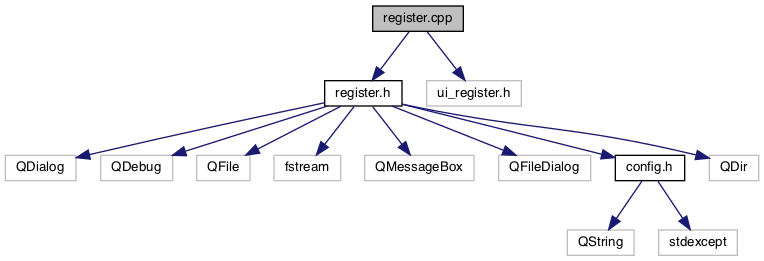 register.cpp
register.h
ui_register.h
QDialog
QDebug
QFile
fstream
QMessageBox
QFileDialog
config.h
QDir
QString
stdexcept